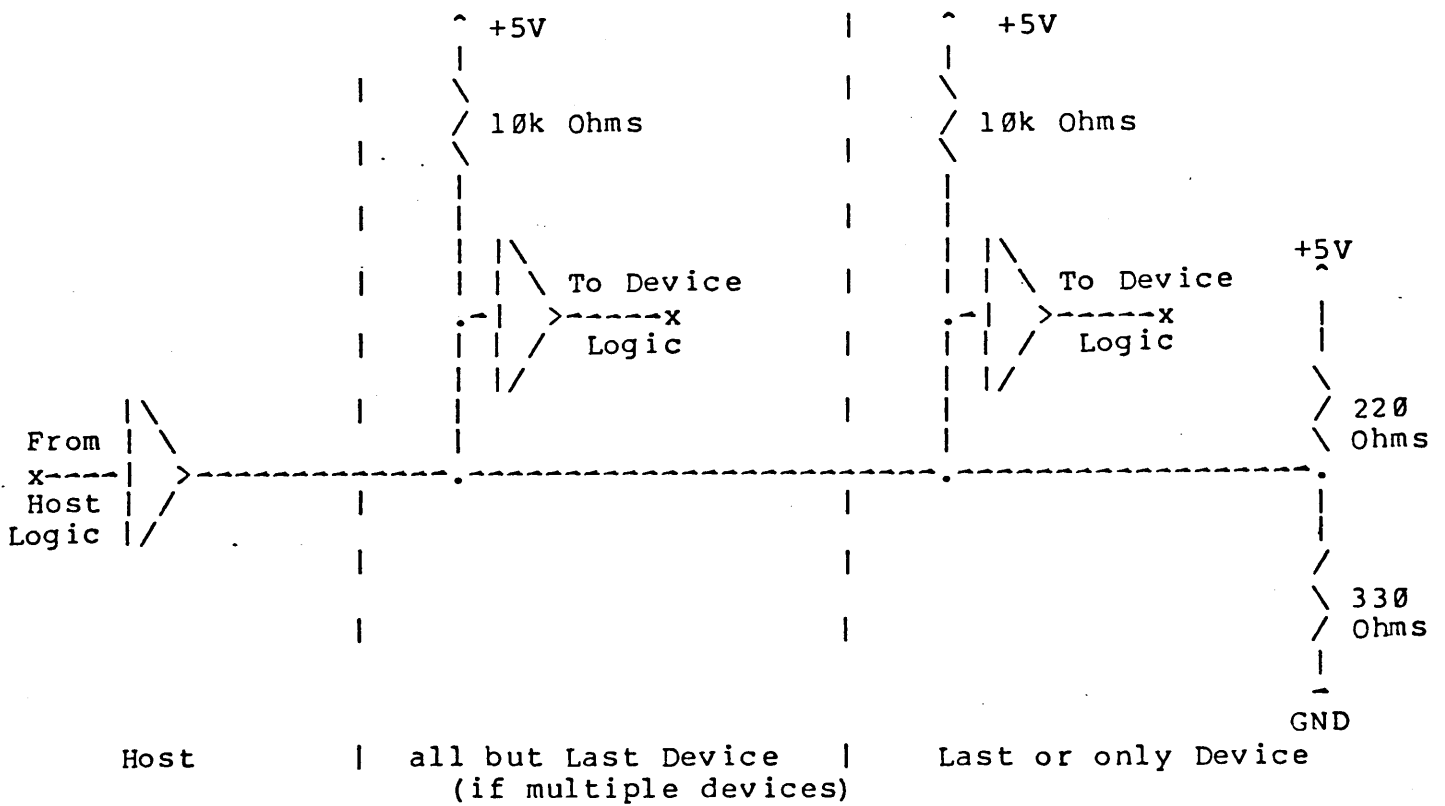 +5V
+5V
10k Ohms
10k Ohms
+5V
To Device
x
Logic
To Device
x
Logic
220
Ohms
From
x
Host
Logic
330
Ohms
GND
Host
all but Last Device
(if multiple devices)
Last or only Device